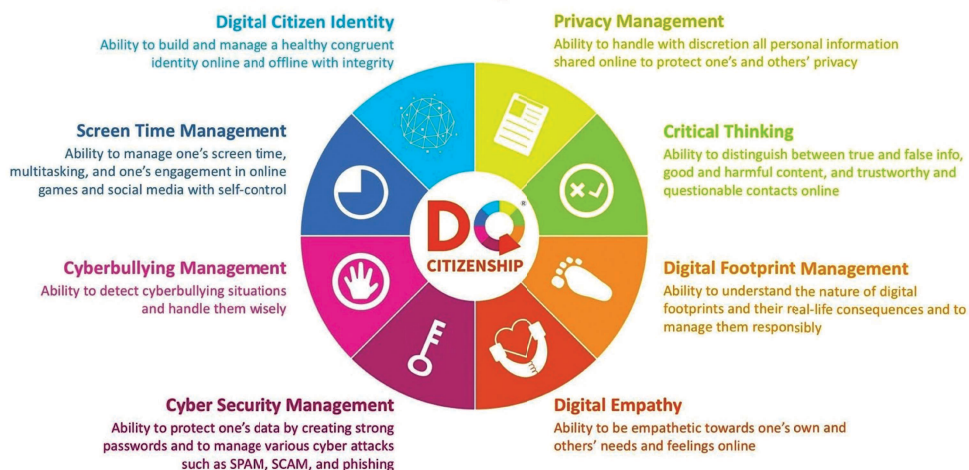 Digital Citizen Identity
Ability to build and manage a healthy congruent
identity online and offline with integrity
Privacy Management
Ability to handle with discretion all personal information
shared online to protect one's and others' privacy
Screen Time Management
Ability to manage one's screen time,
multitasking, and one's engagement in online
games and social media with self-control
Critical Thinking
Ability to distinguish between true and false info,
good and harmful content, and trustworthy and
questionable contacts online
DQ®
CITIZENSHIP
Cyberbullying Management
Ability to detect cyberbullying situations
and handle them wisely
Digital Footprint Management
Ability to understand the nature of digital
footprints and their real-life consequences and to
manage them responsibly
Cyber Security Management
Ability to protect one's data by creating strong
passwords and to manage various cyber attacks
such as SPAM, SCAM, and phishing
Digital Empathy
Ability to be empathetic towards one's own and
others' needs and feelings online